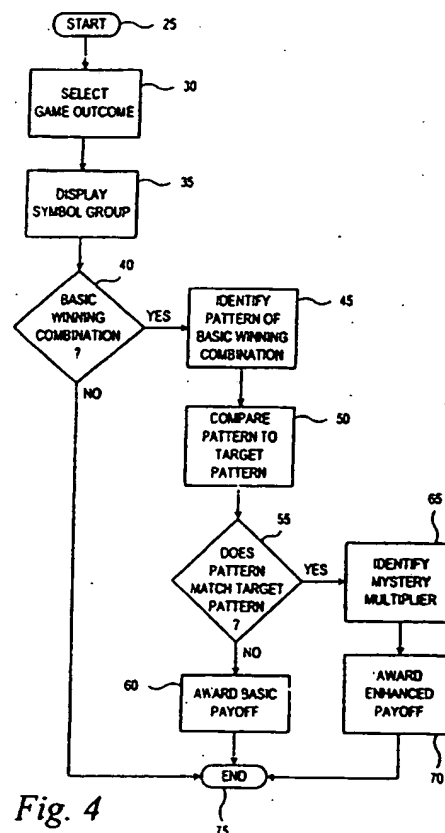 START
25
SELECT
GAME OUTCOME
30
DISPLAY
SYMBOL GROUP
35
BASIC
WINNING
COMBINATION
?
40
YES
NO
IDENTIFY
PATTERN OF
BASIC WINNING
COMBINATION
45
COMPARE
PATTERN TO
TARGET
PATTERN
50
DOES
PATTERN
MATCH TARGET
PATTERN
?
55
YES
NO
IDENTIFY
MYSTERY
MULTIPLIER
65
AWARD BASIC
PAYOFF
60
AWARD
ENHANCED
PAYOFF
70
END
75
Fig. 4